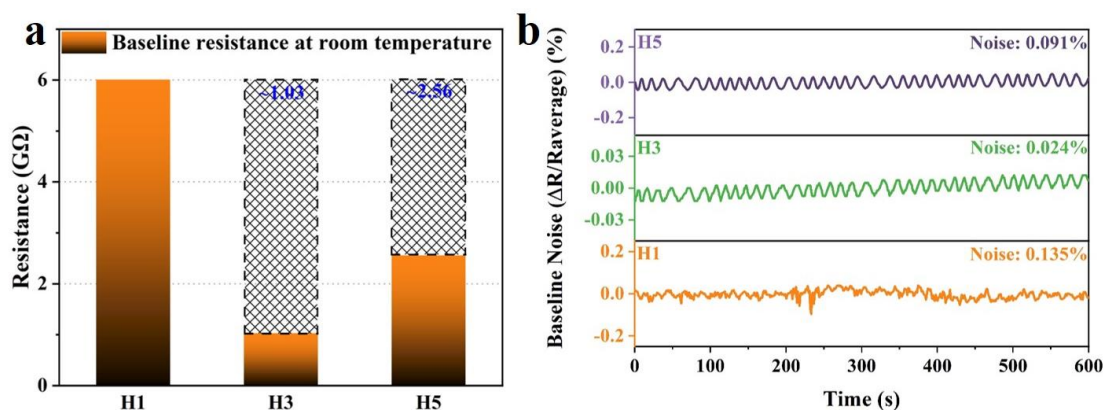 a
Baseline resistance at room temperature
Resistance (GΩ)
6
4
2
0
~1.03
~2.56
H1
H3
H5
b
Baseline Noise (ΔR/Raverage) (%)
H5
Noise: 0.091%
0.2
0.0
-0.2
H3
Noise: 0.024%
0.03
0.00
-0.03
H1
Noise: 0.135%
0.2
0.0
-0.2
0
100
200
300
400
500
600
Time (s)